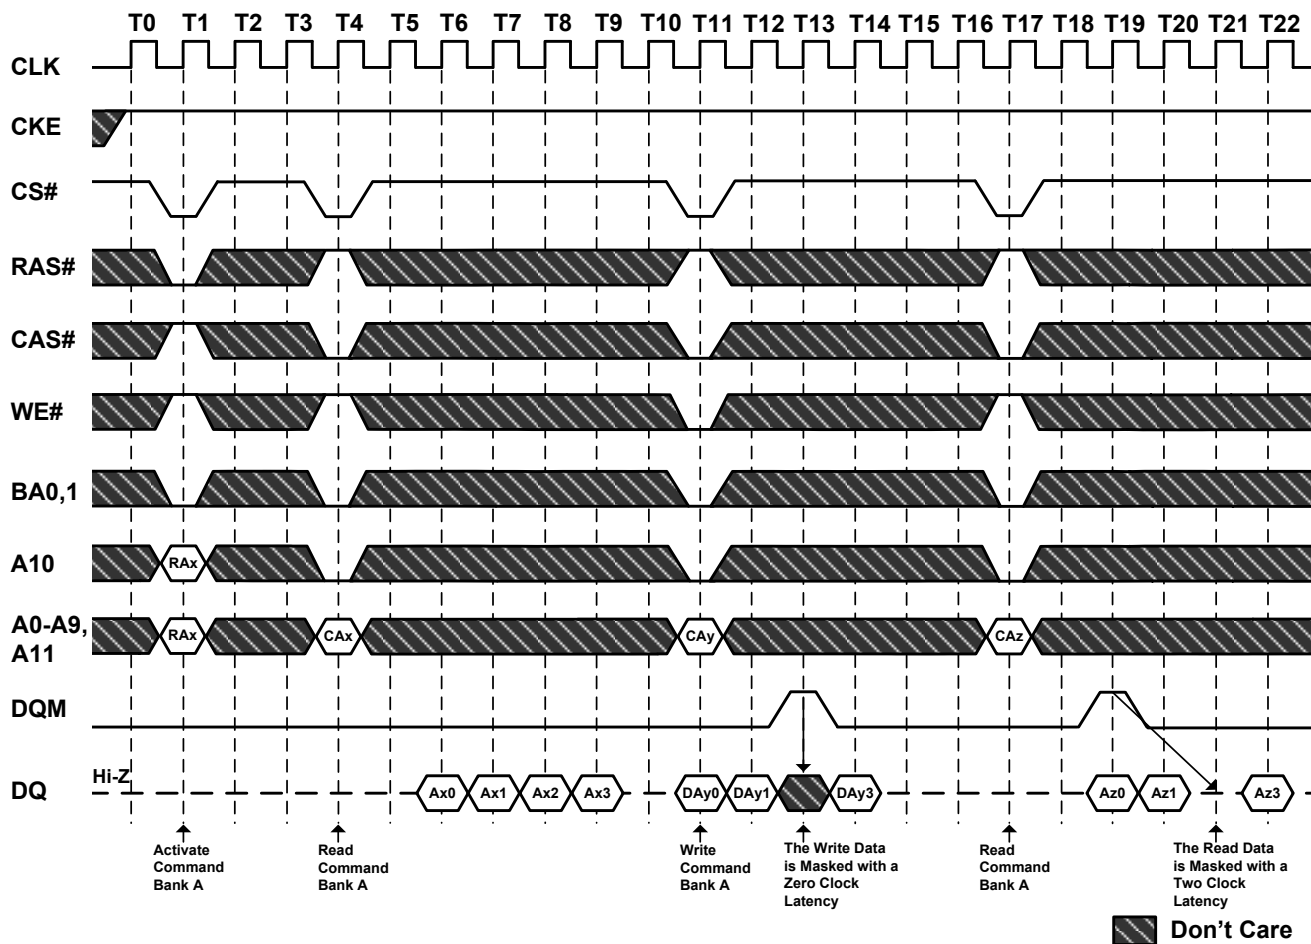 T0 T1 T2 T3 T4 T5 T6 T7 T8 T9 T10 T11 T12 T13 T14 T15 T16 T17 T18 T19 T20 T21 T22
CLK
CKE
CS#
RAS#
CAS#
WE#
BA0,1
A10
RAx
A0-A9,
A11
RAx CAx CAy CAz
DQM
Hi-Z
DQ
Ax0 Ax1 Ax2 Ax3 DAy0 DAy1 DAy3 Az0 Az1 Az3
Activate
Command
Bank A
Read
Command
Bank A
Write
Command
Bank A
The Write Data
is Masked with a
Zero Clock
Latency
Read
Command
Bank A
The Read Data
is Masked with a
Two Clock
Latency
Don't Care